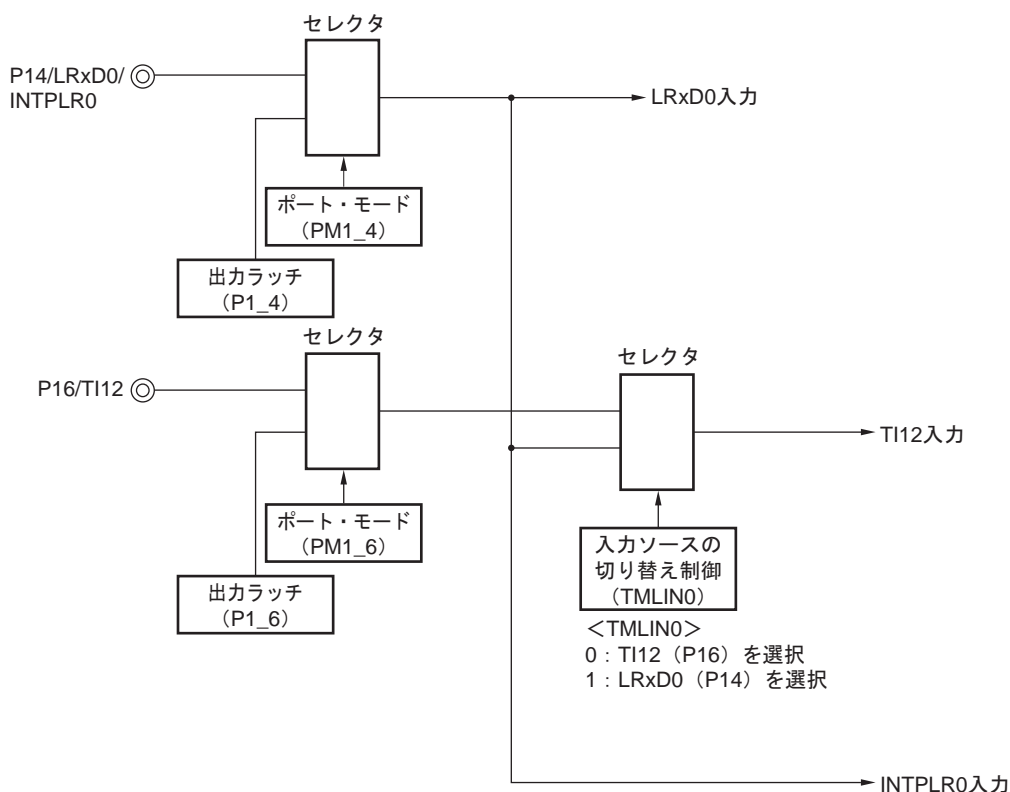 セレクタ
P14/LRxD0/
INTPLR0
LRxD0入力
ポート・モード
（PM1_4）
出力ラッチ
（P1_4）
セレクタ
セレクタ
P16/TI12
TI12入力
ポート・モード
（PM1_6）
入力ソースの
切り替え制御
（TMLIN0）
出力ラッチ
（P1_6）
＜TMLIN0＞
0：TI12（P16）を選択
1：LRxD0（P14）を選択
INTPLR0入力